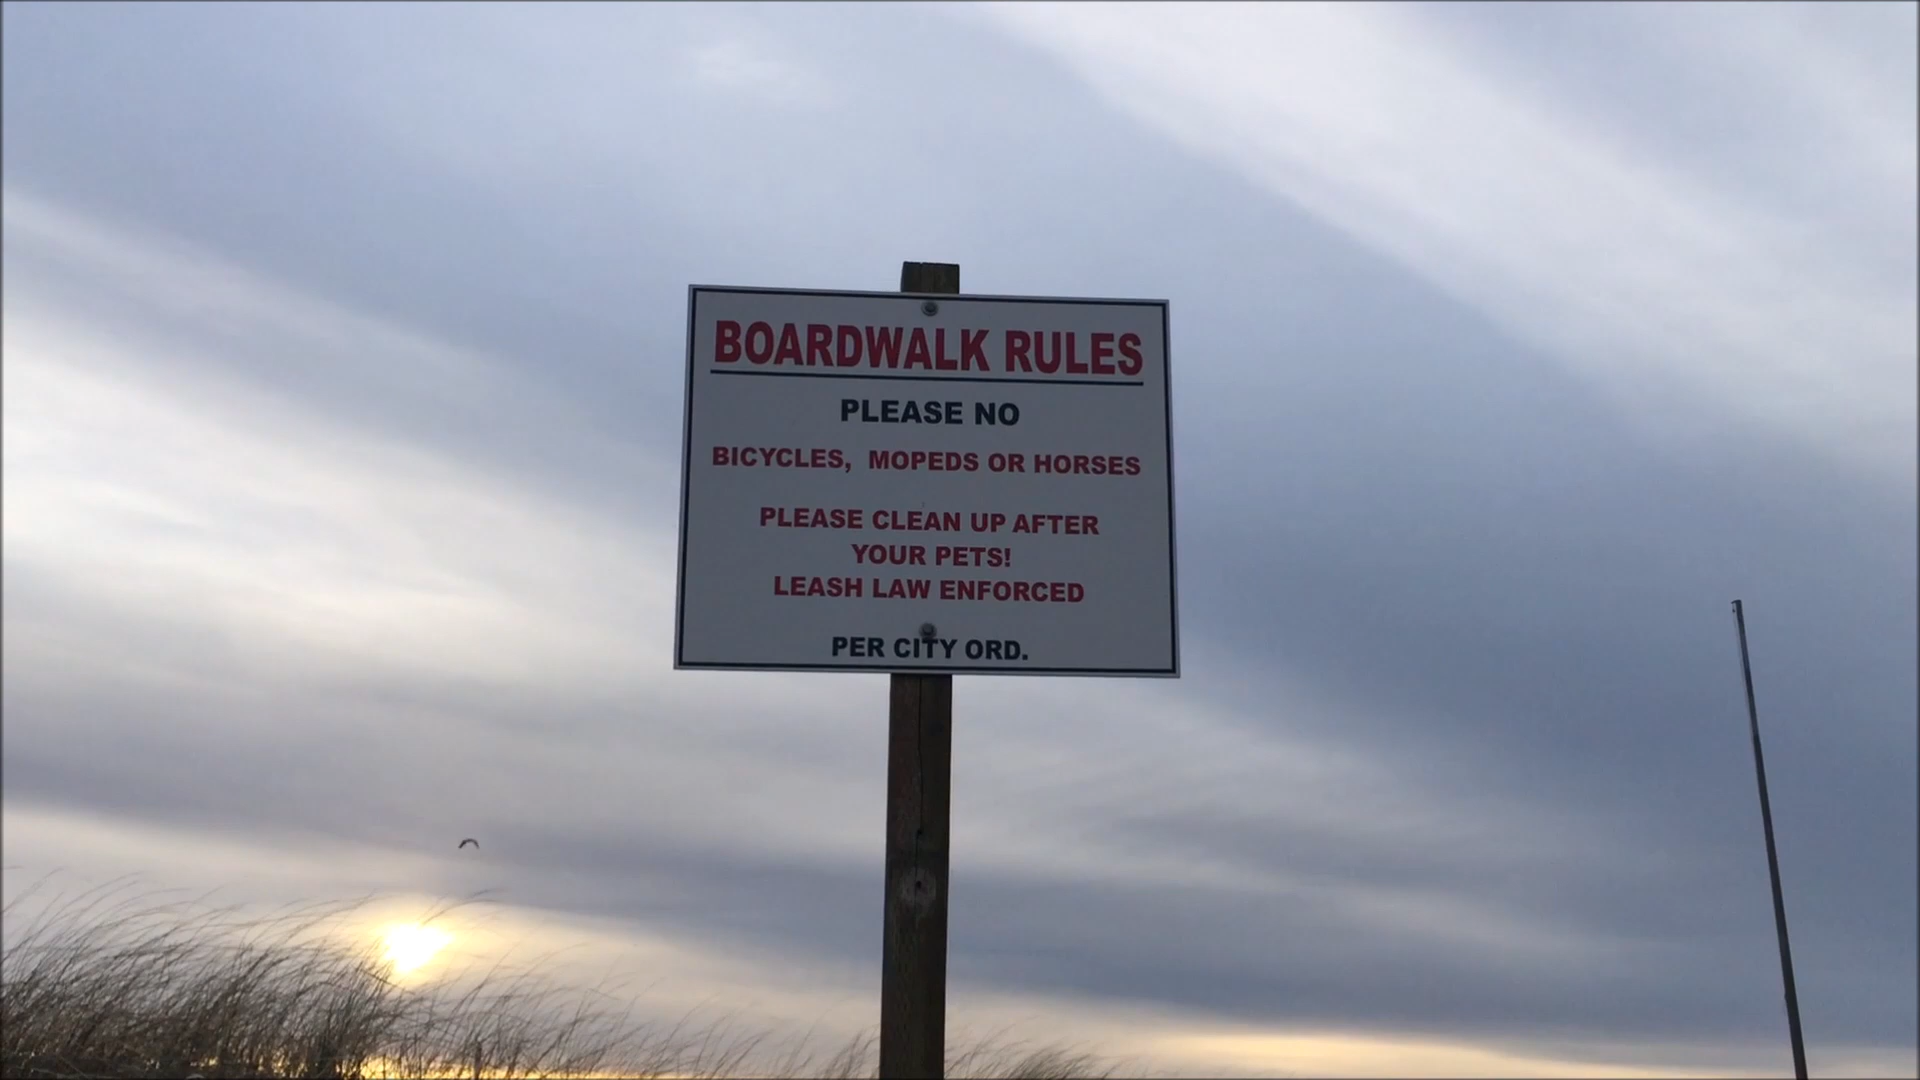 BOARDWALK RULES
PLEASE NO
BICYCLES, MOPEDS OR HORSES
PLEASE CLEAN UP AFTER
YOUR PETS!
LEASH LAW ENFORCED
PER CITY ORD.